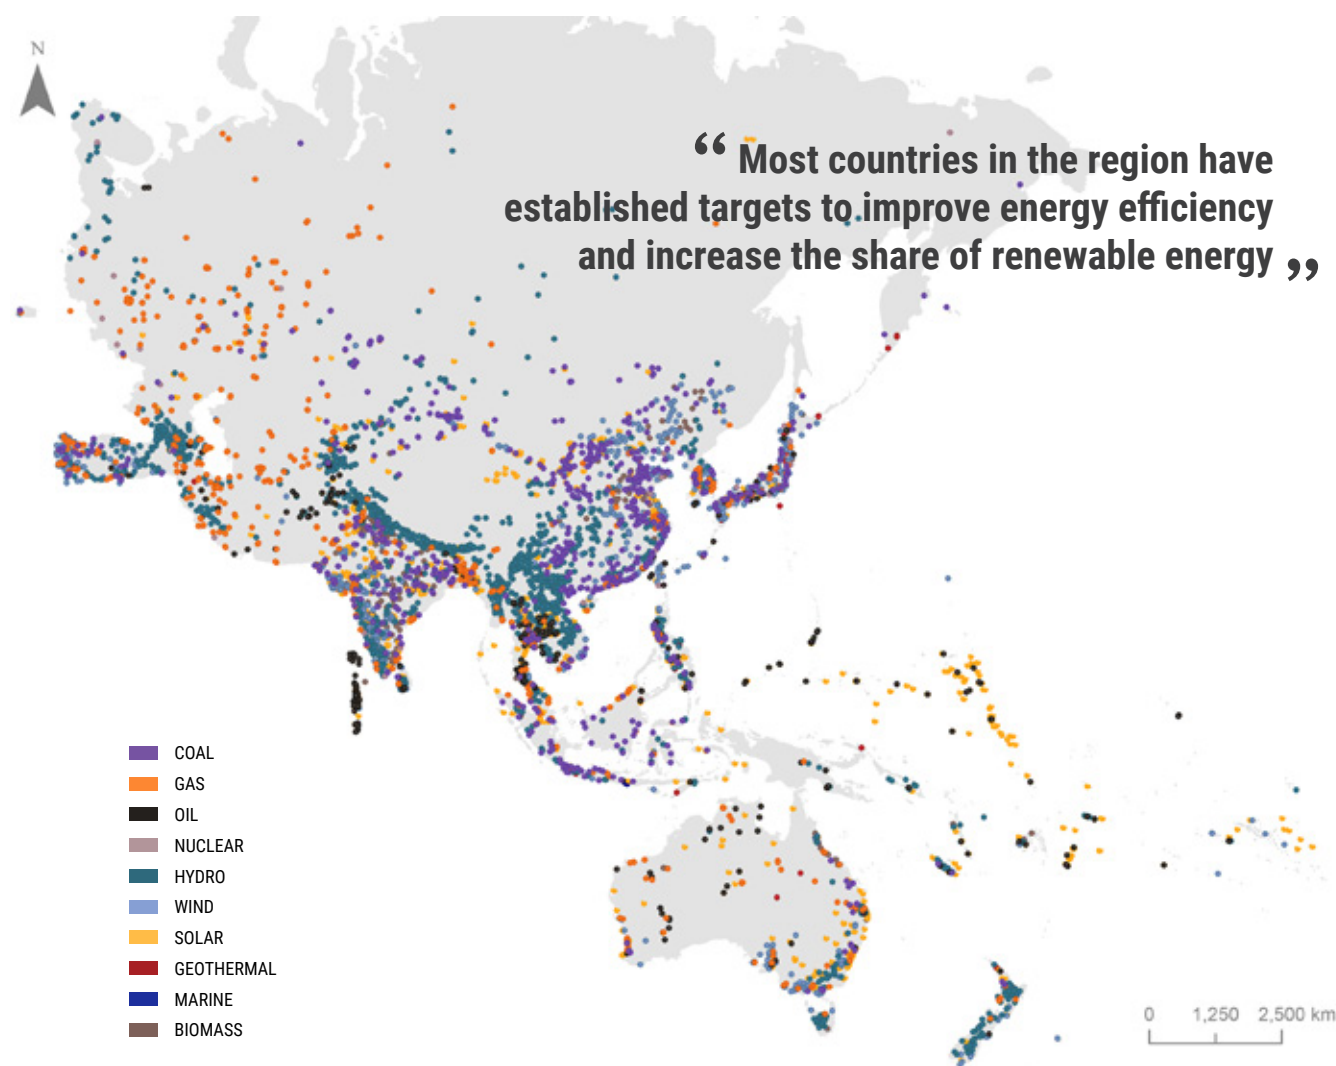 N
“ Most countries in the region have
established targets to improve energy efficiency
and increase the share of renewable energy ”
COAL
GAS
OIL
NUCLEAR
HYDRO
WIND
SOLAR
GEOTHERMAL
MARINE
BIOMASS
0 1,250 2,500 km